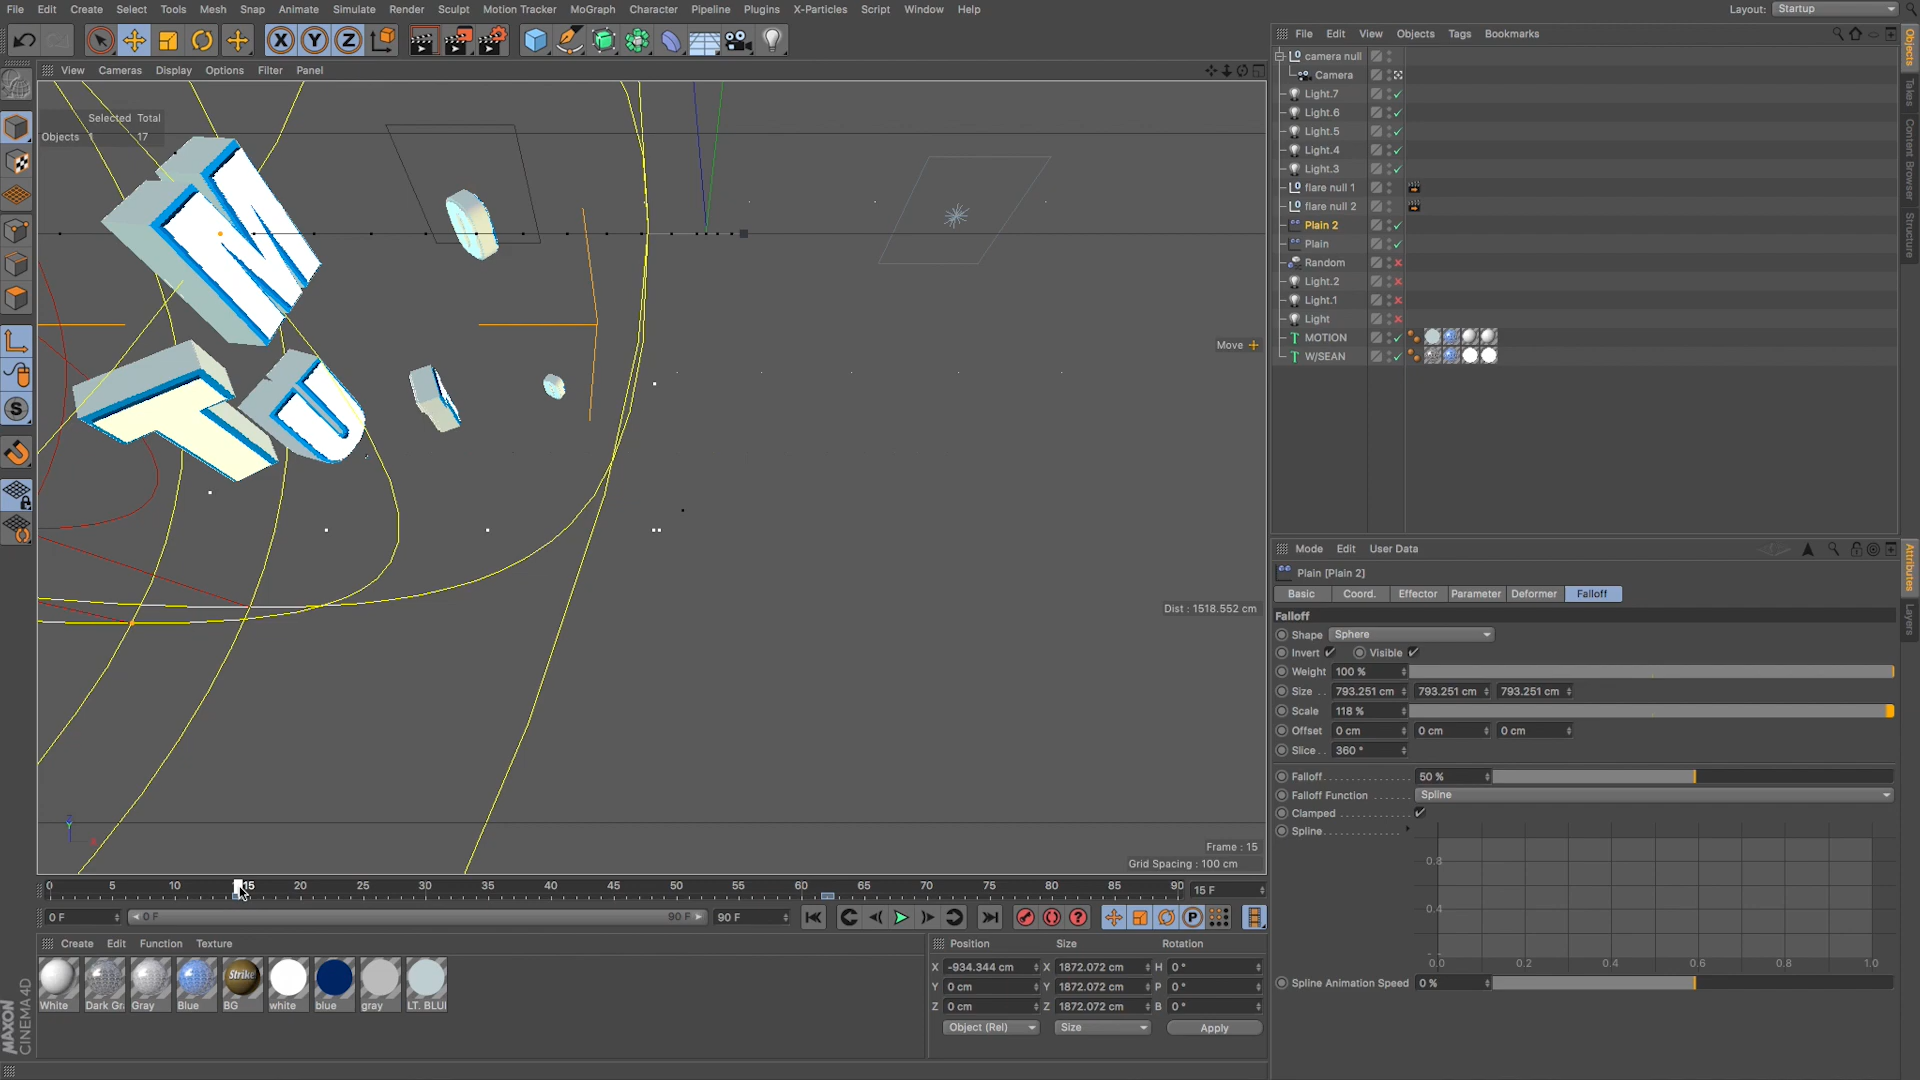 File Edit Create Select Tools Mesh Snap Animate Simulate Render Sculpt Motion Tracker MoGraph Character Pipeline Plugins X-Particles Script Window Help Layout: Startup
View Cameras Display Options Filter Panel
Selected Total
Objects 1 17
M
T U
Move
Dist : 1518.552 cm
Frame : 15
Grid Spacing : 100 cm
0 5 10 15 20 25 30 35 40 45 50 55 60 65 70 75 80 85 90 15 F
0 F 0 F 90 F 90 F
Create Edit Function Texture
Strike
White Dark Gr Gray Blue BG white blue gray LT. BLUI
MAXON
CINEMA 4D
Position Size Rotation
X -934.344 cm X 1872.072 cm H 0 °
Y 0 cm Y 1872.072 cm P 0 °
Z 0 cm Z 1872.072 cm B 0 °
Object (Rel) Size Apply
File Edit View Objects Tags Bookmarks
camera null
Camera
Light.7
Light.6
Light.5
Light.4
Light.3
flare null 1
flare null 2
Plain 2
Plain
Random
Light.2
Light.1
Light
MOTION
W/SEAN
Objects
Takes
Content Browser
Structure
Mode Edit User Data
Plain [Plain 2]
Basic Coord. Effector Parameter Deformer Falloff
Falloff
Shape Sphere
Invert Visible
Weight 100 %
Size . . 793.251 cm 793.251 cm 793.251 cm
Scale 118 %
Offset 0 cm 0 cm 0 cm
Slice . . 360 °
Falloff 50 %
Falloff Function Spline
Clamped
Spline
0.8
0.4
0.0 0.2 0.4 0.6 0.8 1.0
Spline Animation Speed 0 %
Attributes
Layers